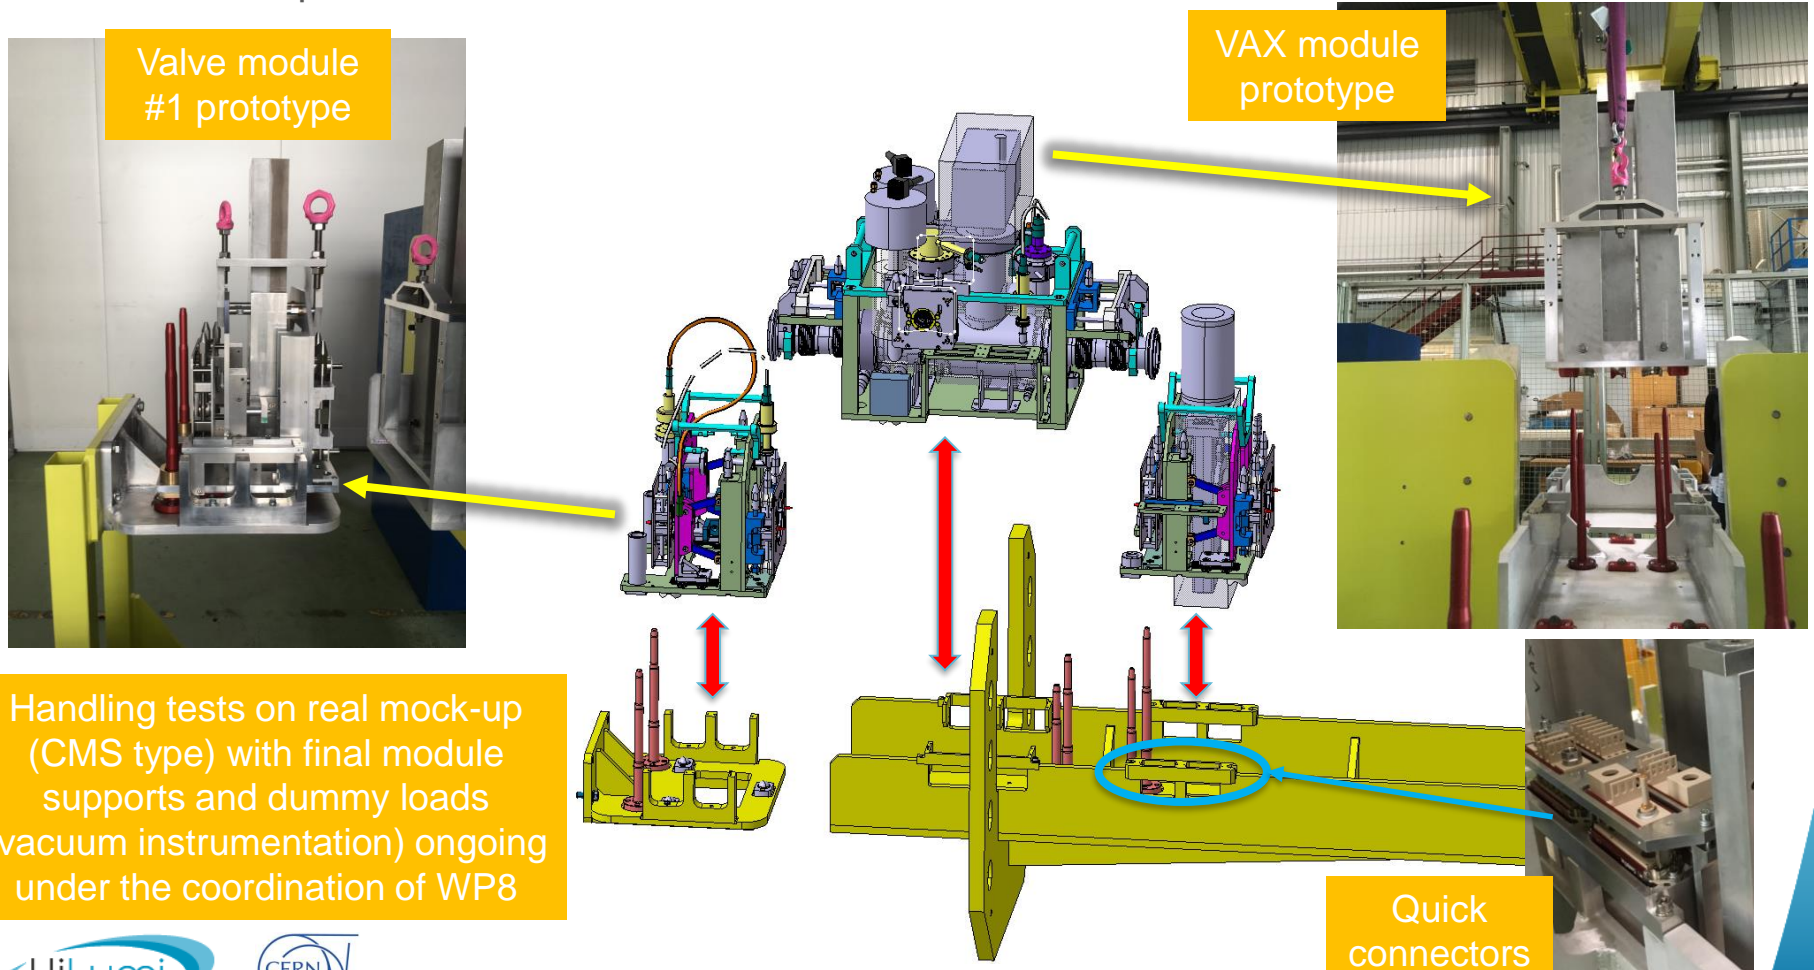 Valve module
#1 prototype
VAX module
prototype
Handling tests on real mock-up
(CMS type) with final module
supports and dummy loads
vacuum instrumentation) ongoing
under the coordination of WP8
Quick
connectors
CERN